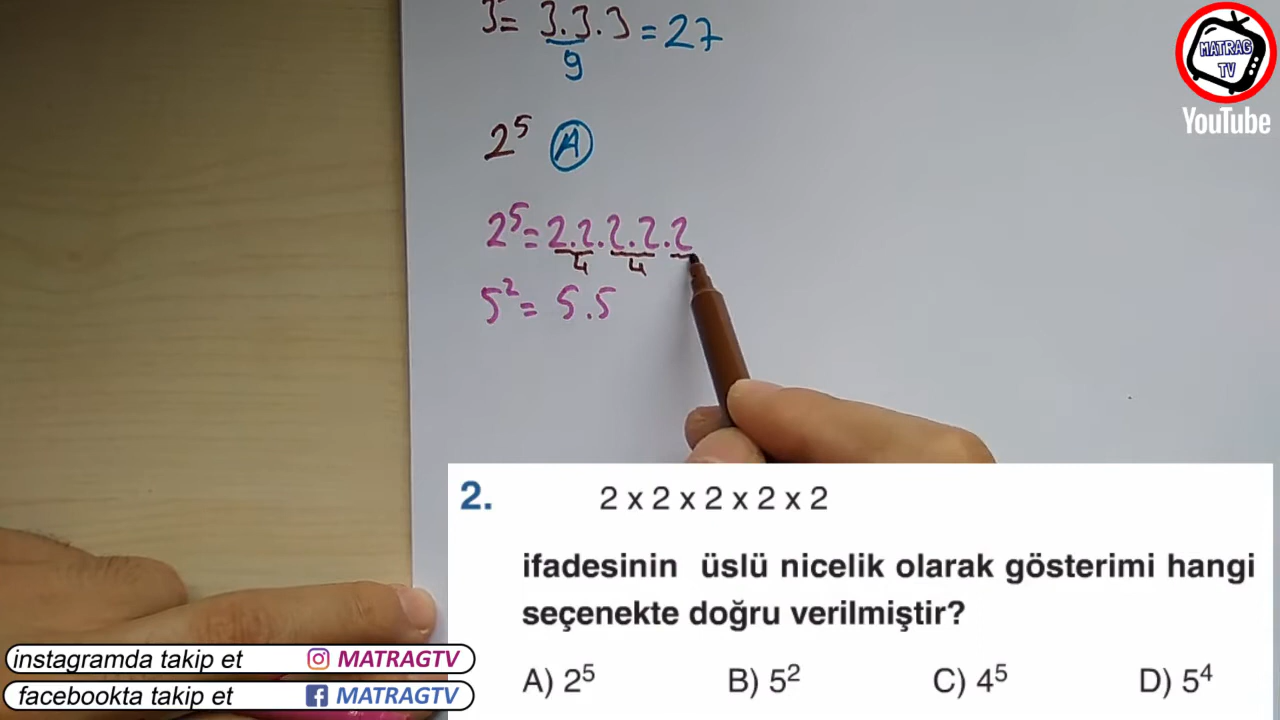 3 = 3.3.3 = 27
9
MATRAG
TV
YouTube
2⁵ A
2⁵ = 2.2.2.2.2
4 4
5² = 5.5
2. 2 x 2 x 2 x 2 x 2
ifadesinin üslü nicelik olarak gösterimi hangi
seçenekte doğru verilmiştir?
A) 2⁵ B) 5² C) 4⁵ D) 5⁴
instagramda takip et MATRAGTV
facebookta takip et MATRAGTV